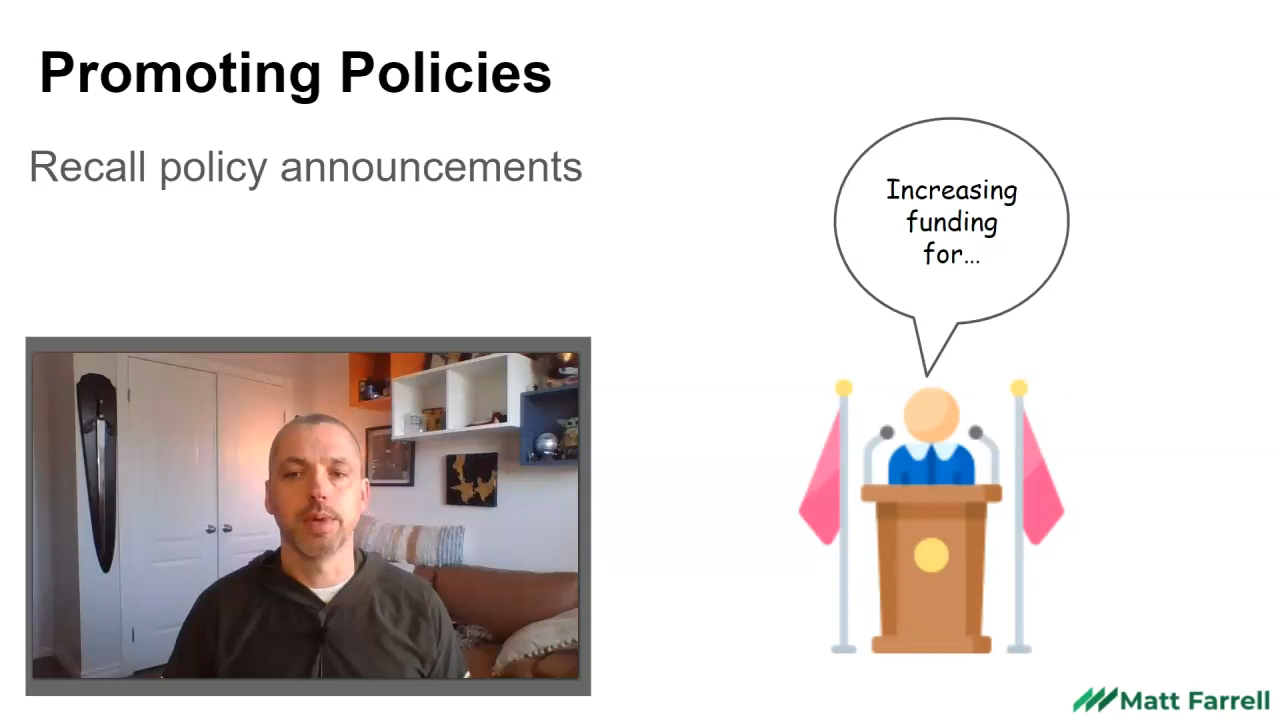 Promoting Policies
Recall policy announcements
Increasing
funding
for...
Matt Farrell